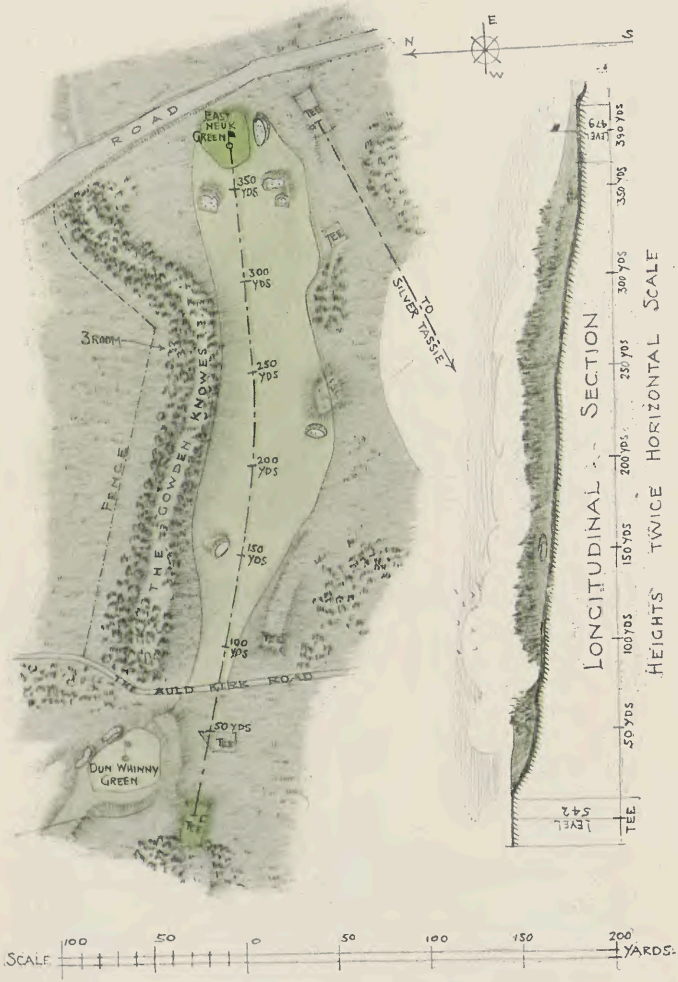 E
N
S
W
ROAD
EAST
NEUK
GREEN
TEE
350
YDS
TEE
300
YDS
TO
SILVER TASSIE
BROOM
THE GOWDEN KNOWES
FENCE
250
YDS
200
YDS
150
YDS
TEE
100
YDS
THE AULD KIRK ROAD
50 YDS
TEE
DUN WHINNY
GREEN
TEE
LONGITUDINAL SECTION
LEVEL
479
390 YDS
350 YDS
300 YDS
250 YDS
200 YDS
150 YDS
100 YDS
50 YDS
LEVEL
542
TEE
HEIGHTS TWICE HORIZONTAL SCALE
SCALE 100 50 0 50 100 150 200 YARDS